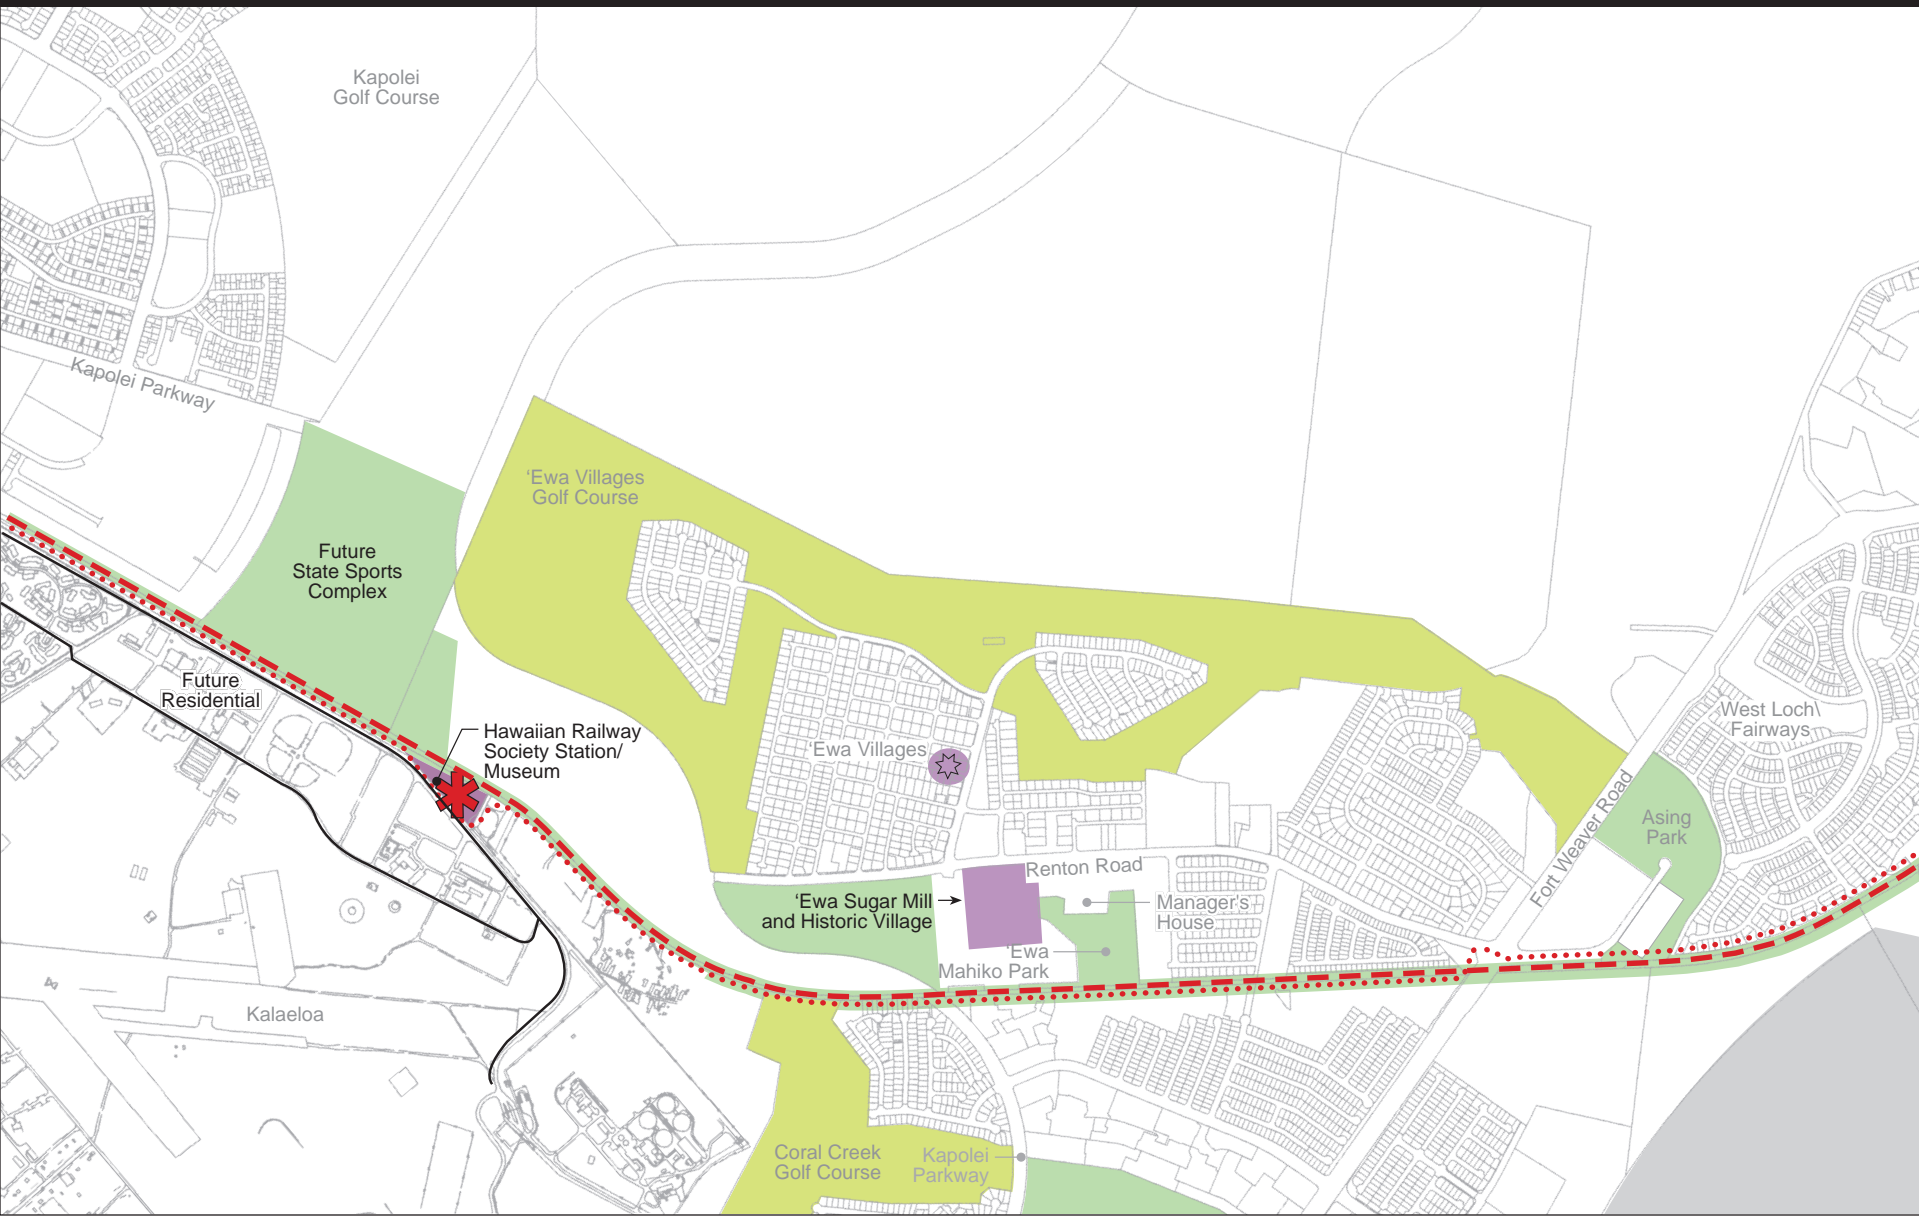 Kapolei
Golf Course
Kapolei Parkway
‘Ewa Villages
Golf Course
Future
State Sports
Complex
Future
Residential
Hawaiian Railway
Society Station/
Museum
‘Ewa Villages
West Loch\
Fairways
Fort Weaver Road
Asing
Park
Renton Road
‘Ewa Sugar Mill
and Historic Village
Manager's
House
‘Ewa
Mahiko Park
Kalaeloa
Coral Creek
Golf Course
Kapolei
Parkway